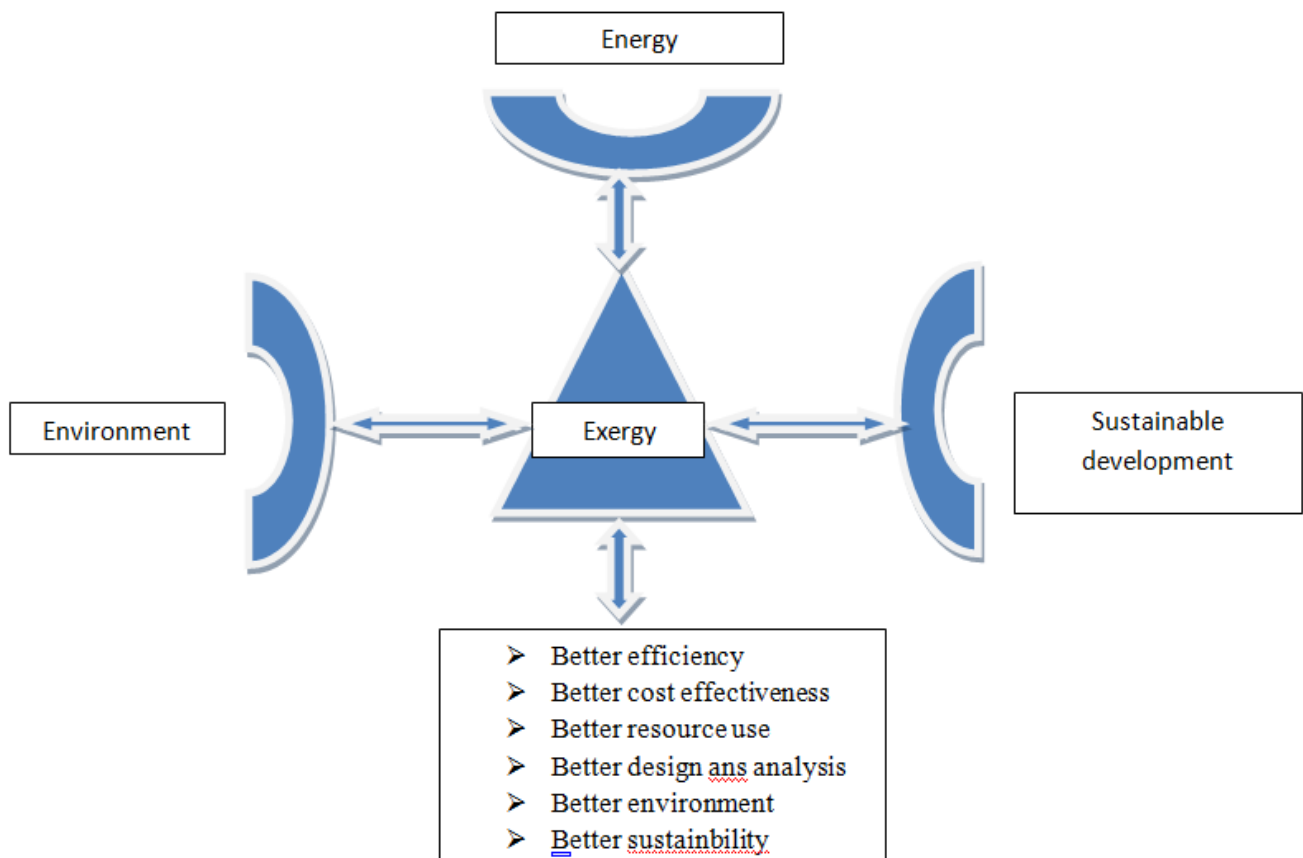 Energy
Environment
Exergy
Sustainable
development
➢ Better efficiency
➢ Better cost effectiveness
➢ Better resource use
➢ Better design ans analysis
➢ Better environment
➢ Better sustainbility